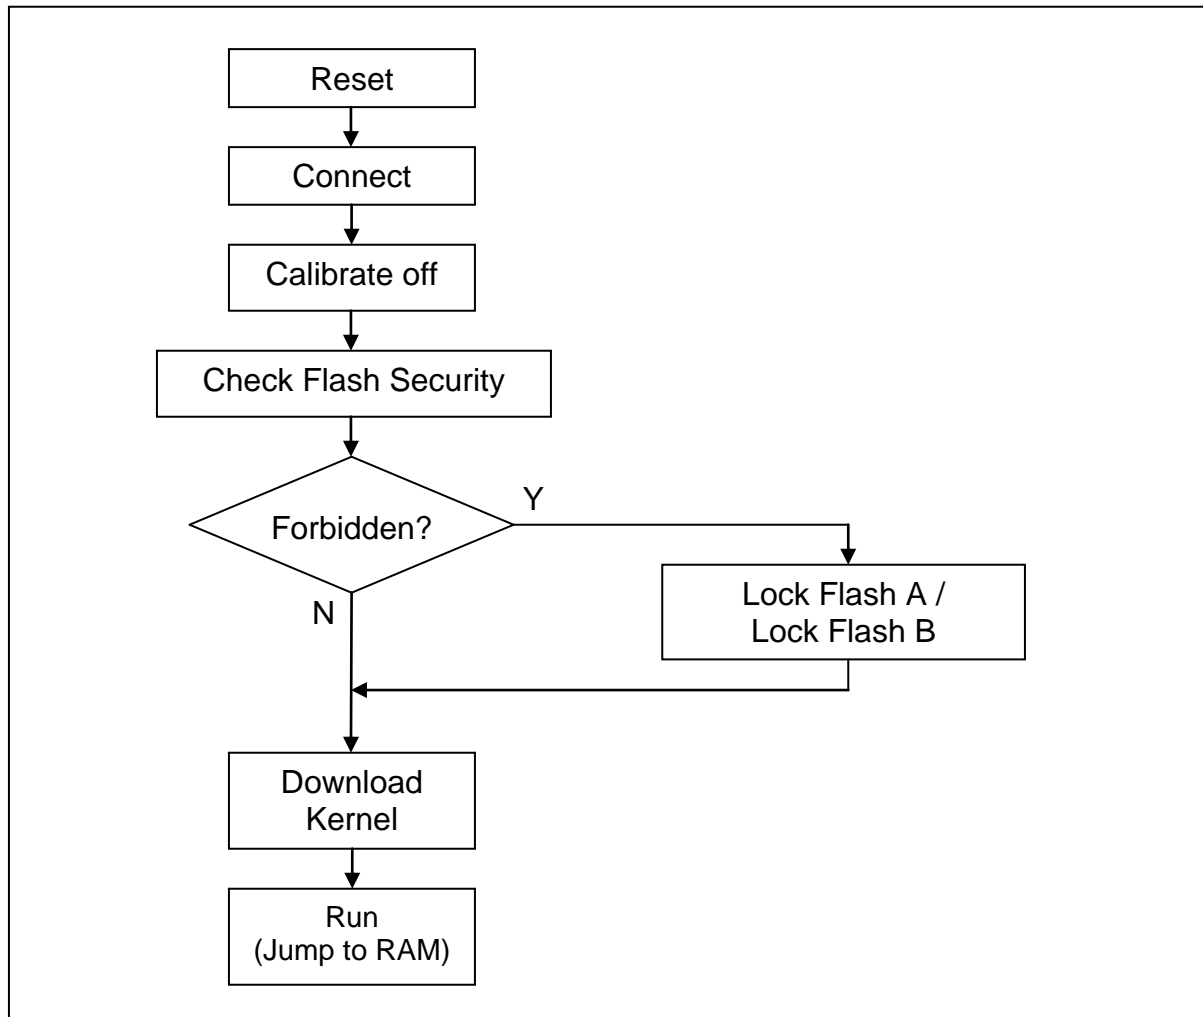 Reset
Connect
Calibrate off
Check Flash Security
Y
Forbidden?
Lock Flash A /
Lock Flash B
N
Download
Kernel
Run
(Jump to RAM)